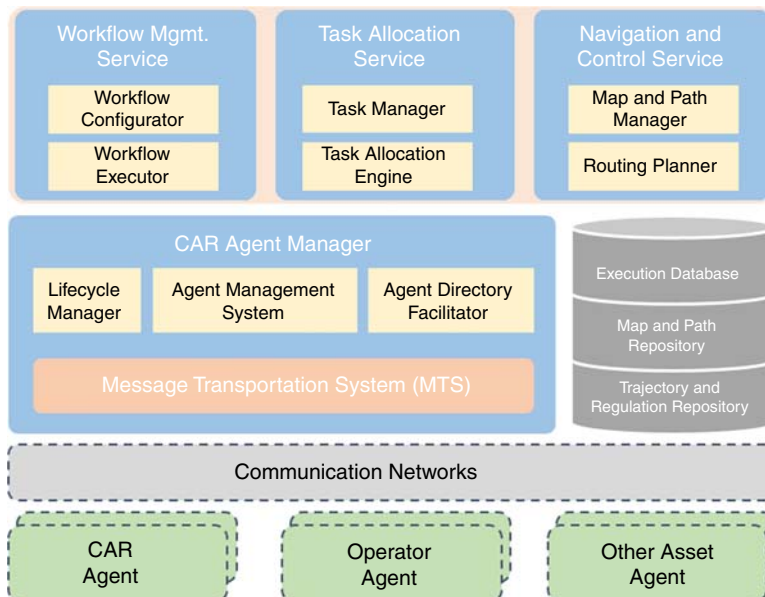 Workflow Mgmt.
Service
Workflow
Configurator
Workflow
Executor
Task Allocation
Service
Task Manager
Task Allocation
Engine
Navigation and
Control Service
Map and Path
Manager
Routing Planner
CAR Agent Manager
Lifecycle
Manager
Agent Management
System
Agent Directory
Facilitator
Message Transportation System (MTS)
Execution Database
Map and Path
Repository
Trajectory and
Regulation Repository
Communication Networks
CAR
Agent
Operator
Agent
Other Asset
Agent